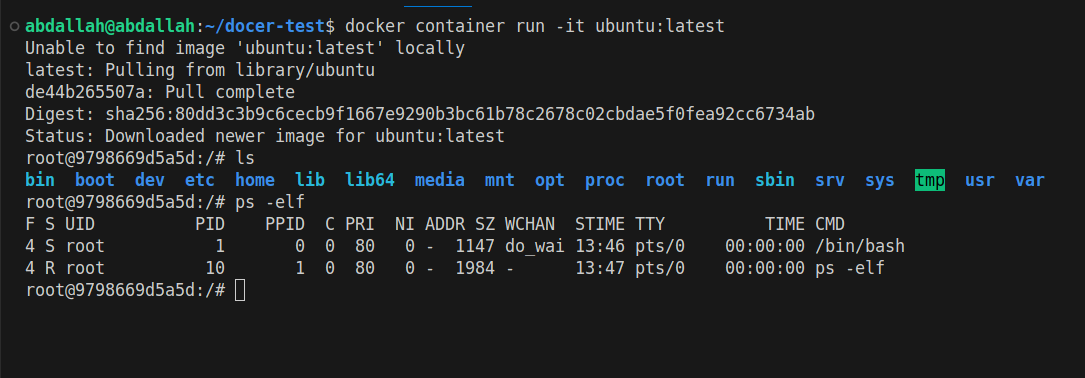 abdallah@abdallah:~/docer-test$ docker container run -it ubuntu:latest
Unable to find image 'ubuntu:latest' locally
latest: Pulling from library/ubuntu
de44b265507a: Pull complete
Digest: sha256:80dd3c3b9c6cecb9f1667e9290b3bc61b78c2678c02cbdae5f0fea92cc6734ab
Status: Downloaded newer image for ubuntu:latest
root@9798669d5a5d:/# ls
bin  boot  dev  etc  home  lib  lib64  media  mnt  opt  proc  root  run  sbin  srv  sys  tmp  usr  var
root@9798669d5a5d:/# ps -elf
F S UID          PID    PPID  C PRI  NI ADDR SZ WCHAN  STIME TTY          TIME CMD
4 S root           1       0  0  80   0 -  1147 do_wai 13:46 pts/0    00:00:00 /bin/bash
4 R root          10       1  0  80   0 -  1984 -      13:47 pts/0    00:00:00 ps -elf
root@9798669d5a5d:/#